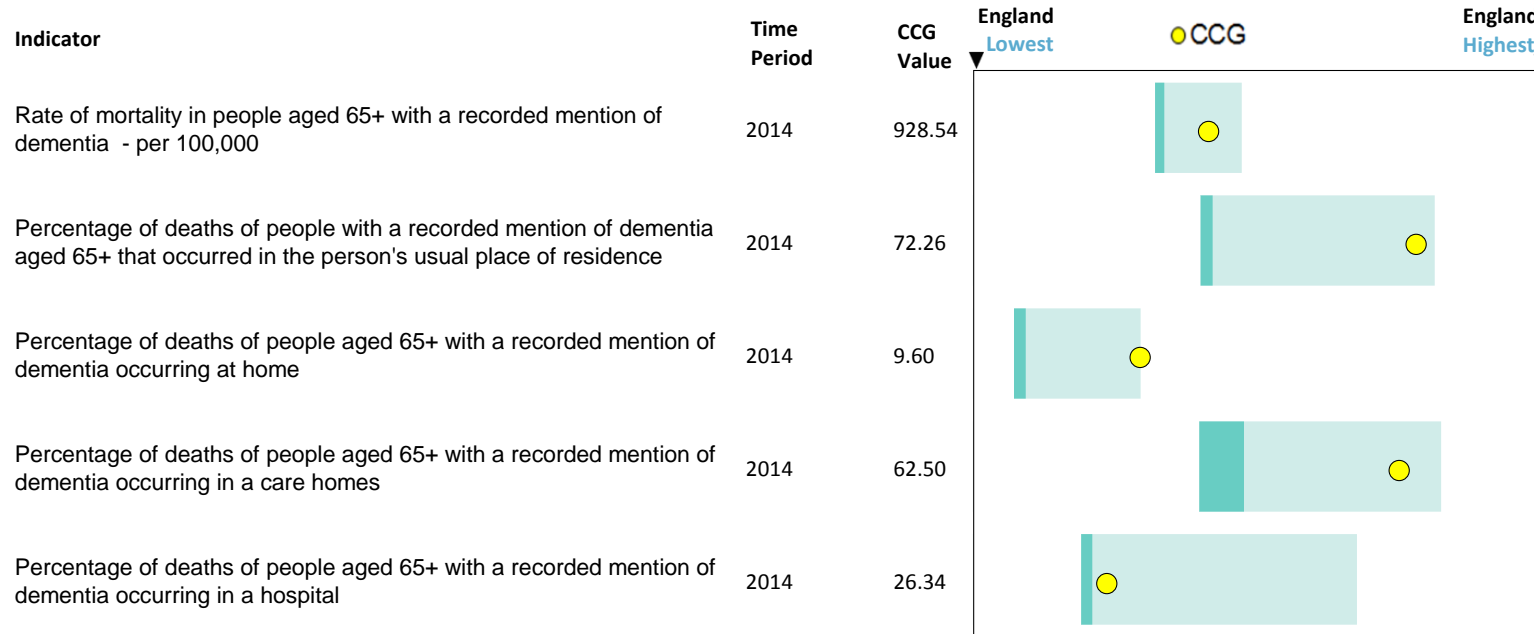 Indicator
Time
Period
CCG
Value
England
Lowest
CCG
England
Highest
Rate of mortality in people aged 65+ with a recorded mention of
dementia - per 100,000
2014
928.54
Percentage of deaths of people with a recorded mention of dementia
aged 65+ that occurred in the person's usual place of residence
2014
72.26
Percentage of deaths of people aged 65+ with a recorded mention of
dementia occurring at home
2014
9.60
Percentage of deaths of people aged 65+ with a recorded mention of
dementia occurring in a care homes
2014
62.50
Percentage of deaths of people aged 65+ with a recorded mention of
dementia occurring in a hospital
2014
26.34